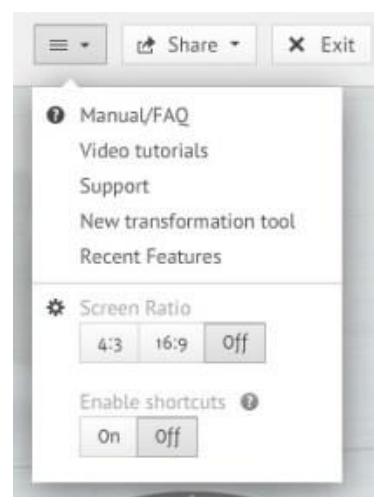 Share
Exit
Manual/FAQ
Video tutorials
Support
New transformation tool
Recent Features
Screen Ratio
4:3 16:9 Off
Enable shortcuts ?
On Off